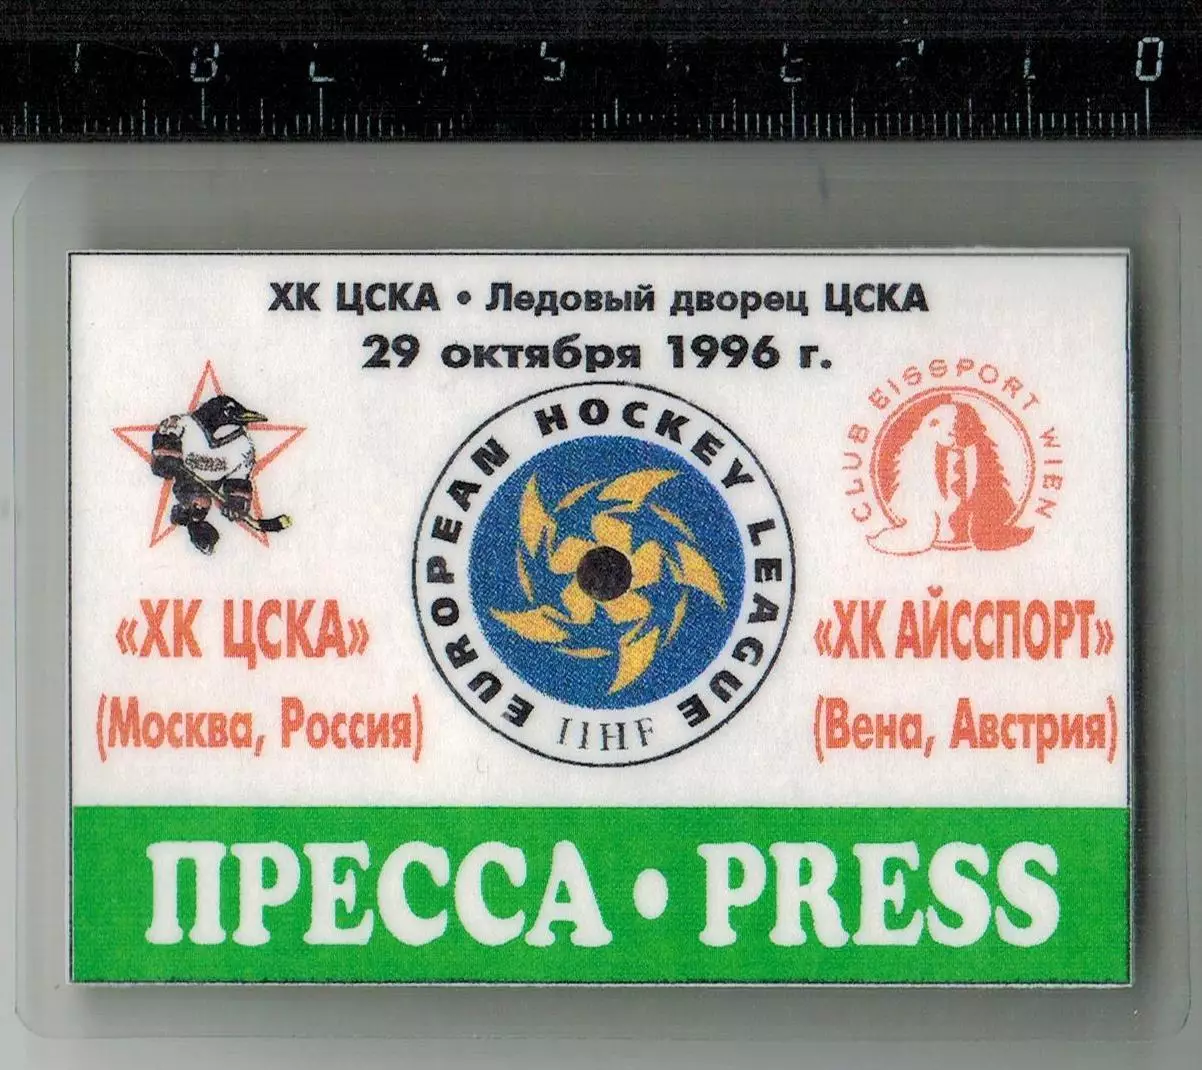 0
ХК ЦСКА • Ледовый дворец ЦСКА
29 октября 1996 г.
EUROPEAN HOCKEY LEAGUE
IIHF
CLUB EISSPORT WIEN
«ХК ЦСКА»
(Москва, Россия)
«ХК АЙССПОРТ»
(Вена, Австрия)
ПРЕССА • PRESS